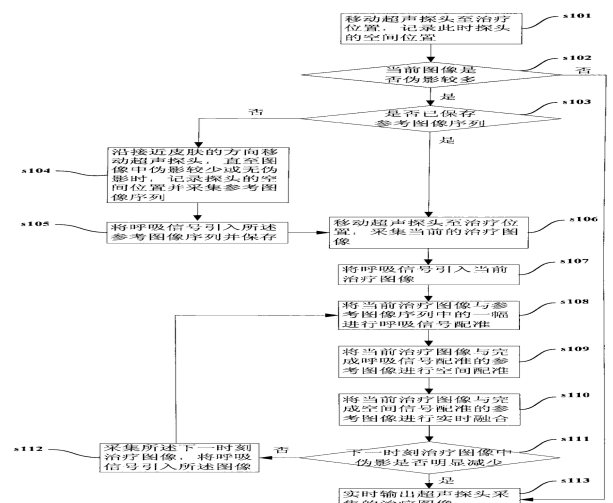 移动超声探头至治疗
位置，记录此时探头
的空间位置
s101
当前图像是
否伪影较多
s102
否
是
是否已保存
参考图像序列
s103
否
是
沿接近皮肤的方向移
动超声探头，直至图
像中伪影较少或无伪
影时，记录探头的空
间位置并采集参考图
像序列
s104
将呼吸信号引入所述
参考图像序列并保存
s105
移动超声探头至治疗位
置，采集当前的治疗图
像
s106
将呼吸信号引入当前
治疗图像
s107
将当前治疗图像与参
考图像序列中的一幅
进行呼吸信号配准
s108
将当前治疗图像与完
成呼吸信号配准的参
考图像进行空间配准
s109
将当前治疗图像与完
成空间信号配准的参
考图像进行实时融合
s110
下一时刻治疗图像中
伪影是否明显减少
s111
否
是
采集所述下一时刻
治疗图像，将呼吸
信号引入所述图像
s112
实时输出超声探头采
集的治疗图像
s113